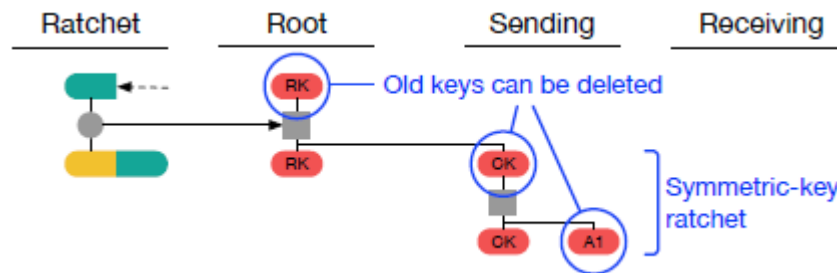 Ratchet Root Sending Receiving
RK
Old keys can be deleted
RK
CK
Symmetric-key
ratchet
CK
A1